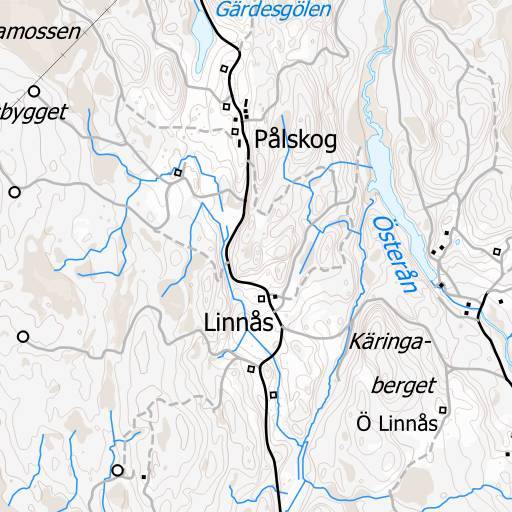 Gärdesgölen
amossen
bygget
Pålskog
Österån
Linnås
Käringa-
berget
Ö Linnås